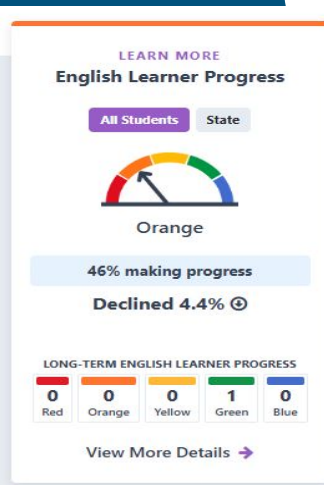 LEARN MORE
English Learner Progress
All Students State
Orange
46% making progress
Declined 4.4%
LONG-TERM ENGLISH LEARNER PROGRESS
0 0 0 1 0
Red Orange Yellow Green Blue
View More Details →